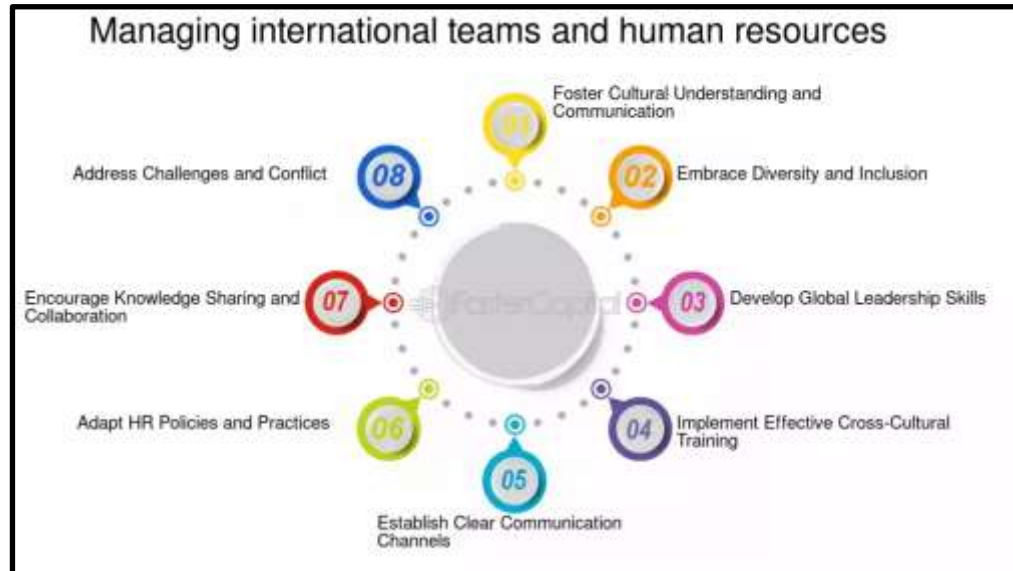 Managing international teams and human resources
01
Foster Cultural Understanding and
Communication
02
Embrace Diversity and Inclusion
03
Develop Global Leadership Skills
04
Implement Effective Cross-Cultural
Training
05
Establish Clear Communication
Channels
06
Adapt HR Policies and Practices
07
Encourage Knowledge Sharing and
Collaboration
08
Address Challenges and Conflict
FasterCapital